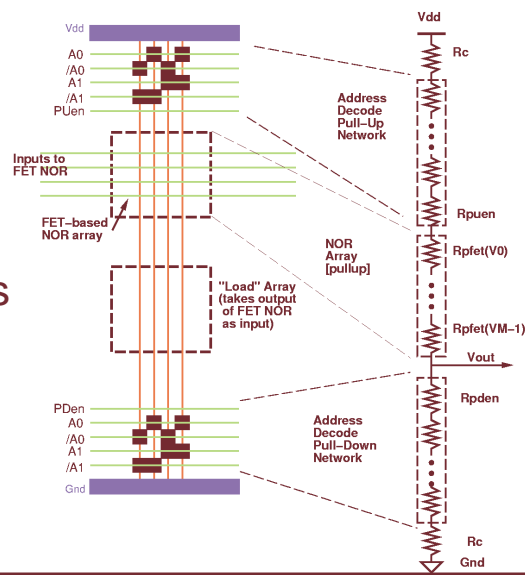 Vdd
A0
/A0
A1
/A1
PUen
Inputs to
FET NOR
FET-based
NOR array
"Load" Array
(takes output
of FET NOR
as input)
PDen
A0
/A0
A1
/A1
Gnd
s
Vdd
Rc
Address
Decode
Pull-Up
Network
Rpuen
NOR
Array
[pullup]
Rpfet(V0)
Rpfet(VM-1)
Vout
Rpden
Address
Decode
Pull-Down
Network
Rc
Gnd